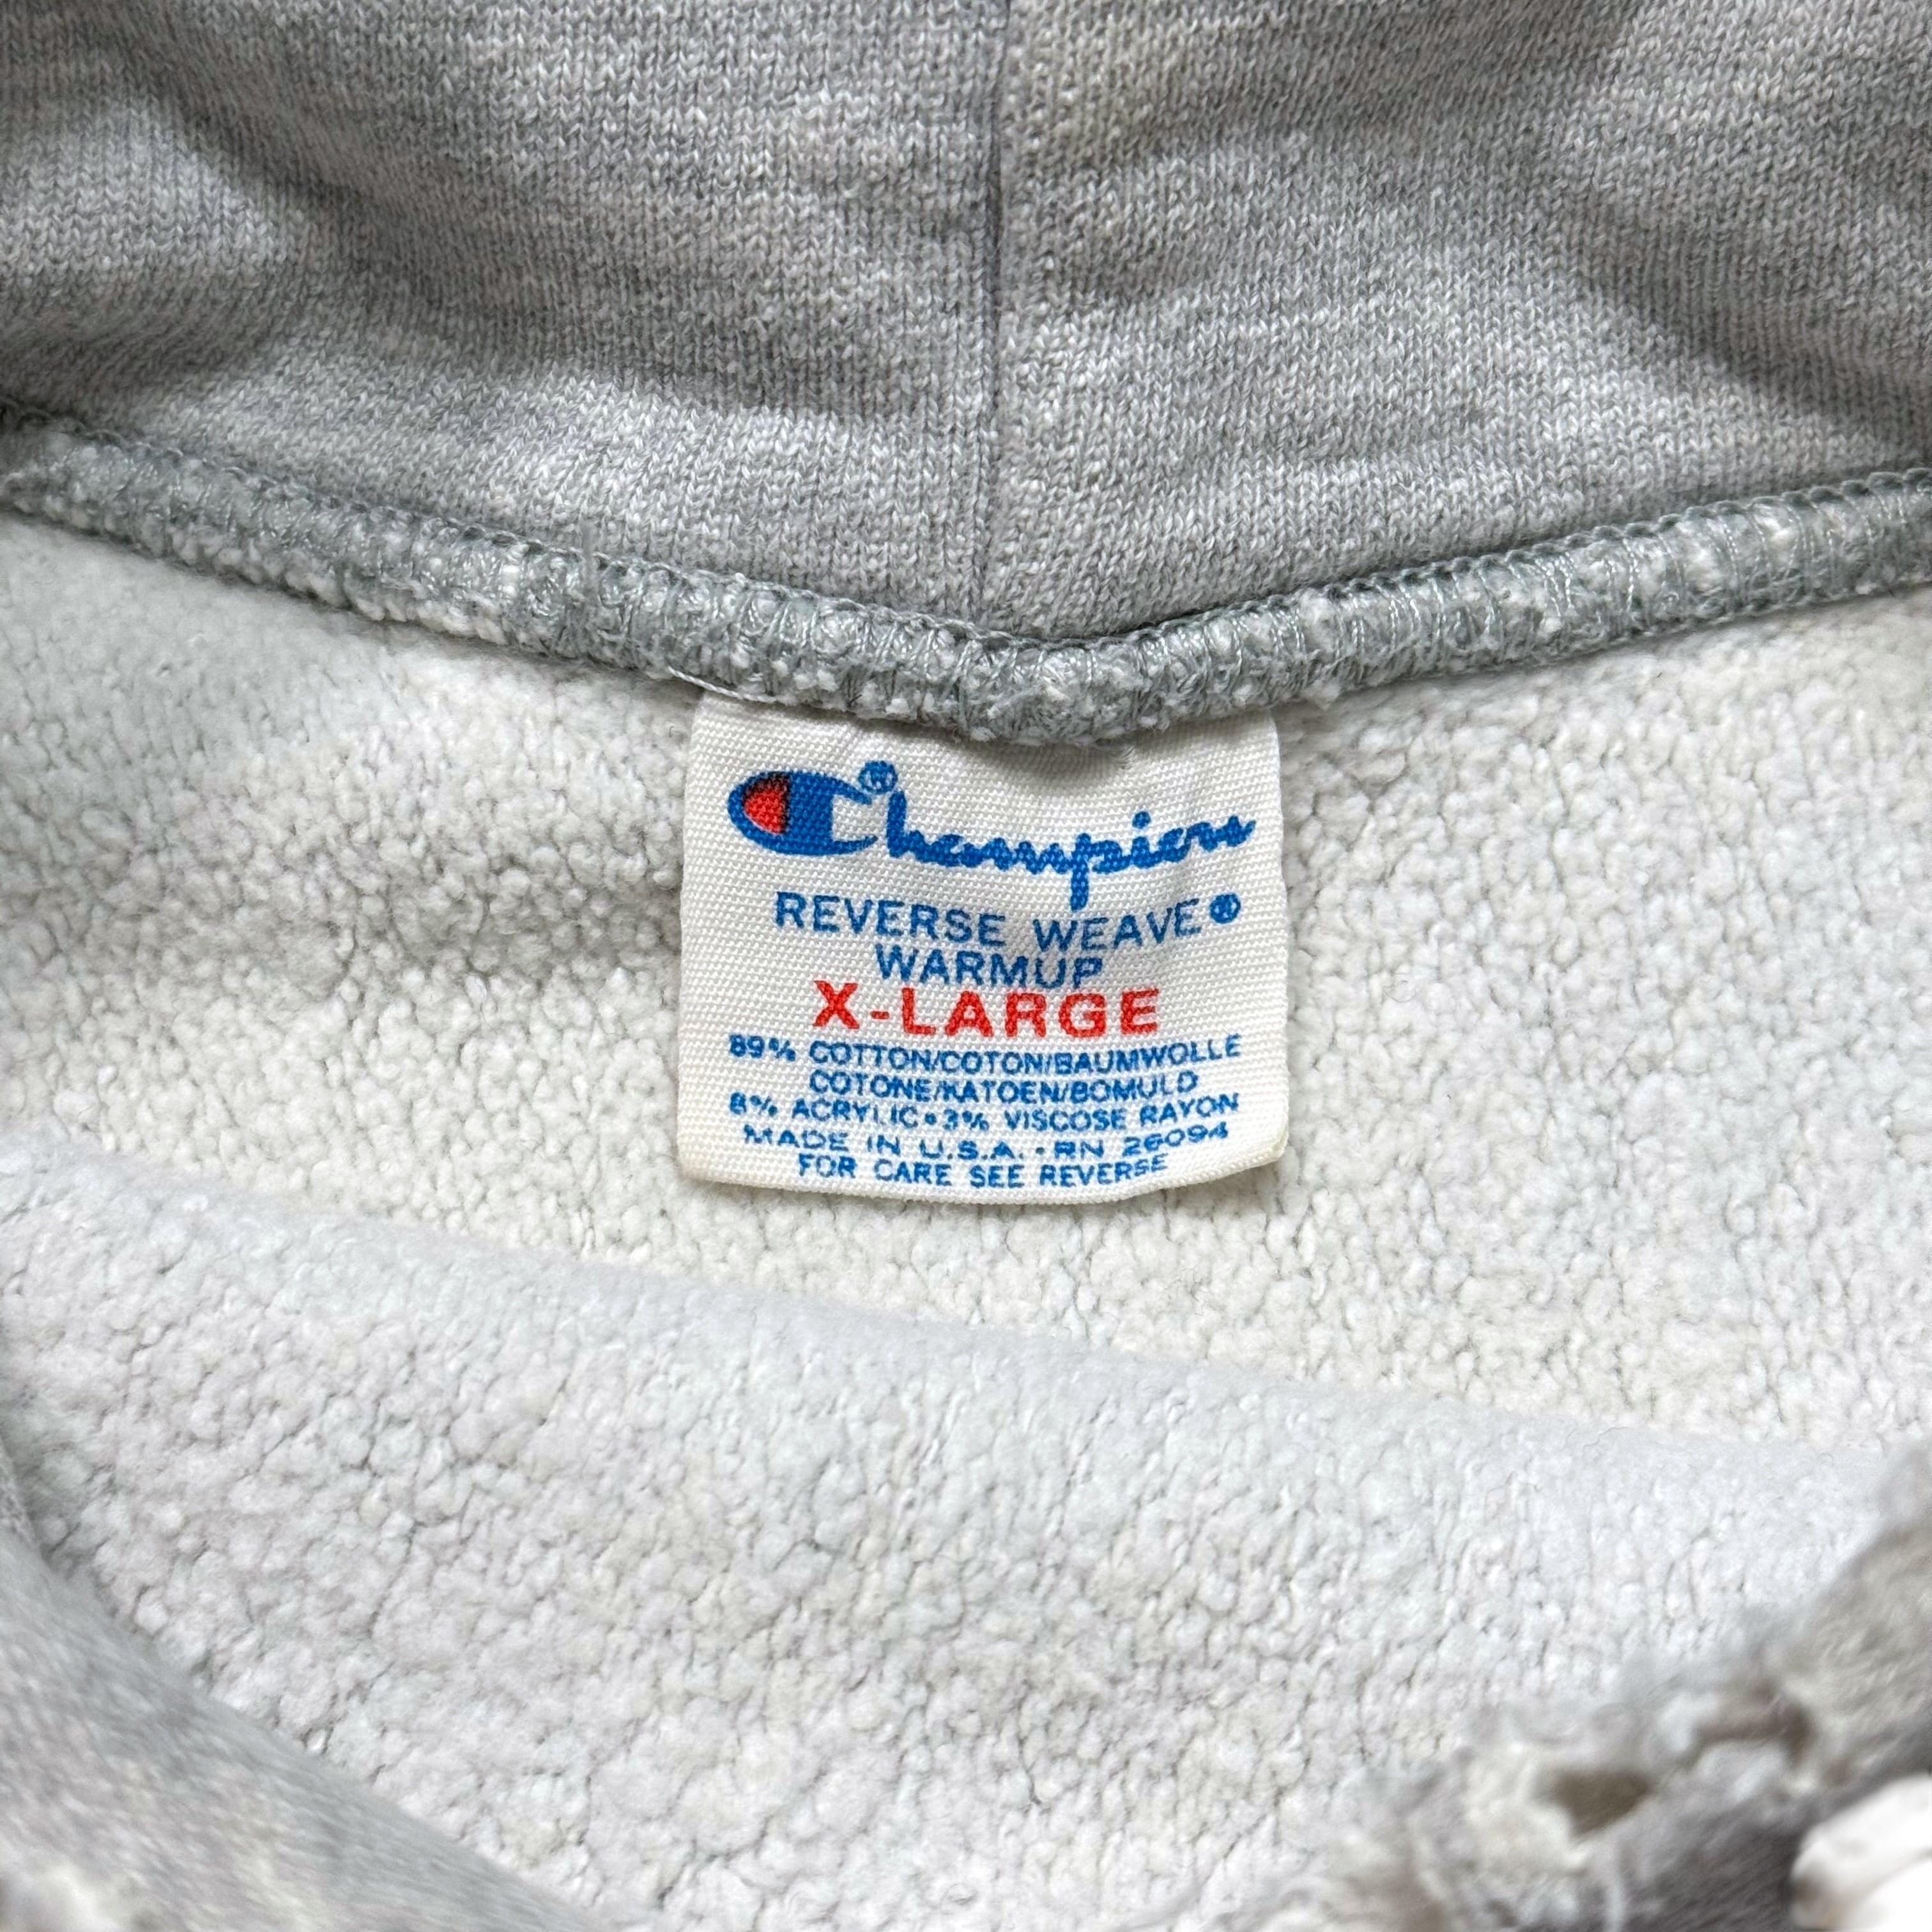 Champion®
REVERSE WEAVE®
WARMUP
X-LARGE
89% COTTON/COTON/BAUMWOLLE
COTONE/KATOEN/BOMULD
8% ACRYLIC•3% VISCOSE RAYON
MADE IN U.S.A.•RN 26094
FOR CARE SEE REVERSE